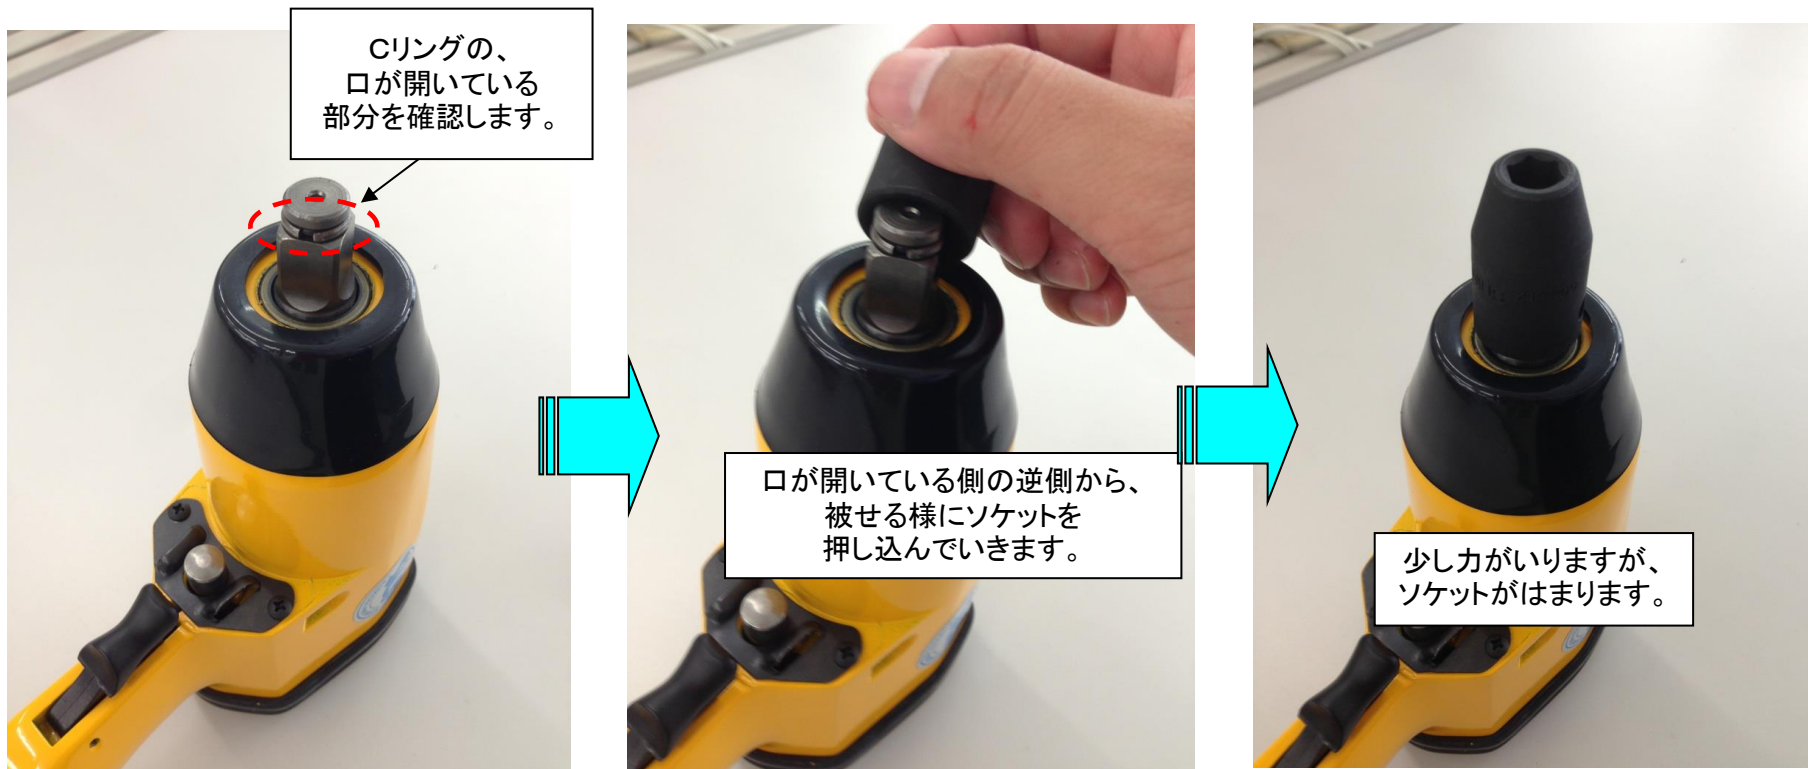 Cリングの、
口が開いている
部分を確認します。
口が開いている側の逆側から、
被せる様にソケットを
押し込んでいきます。
少し力がいりますが、
ソケットがはまります。